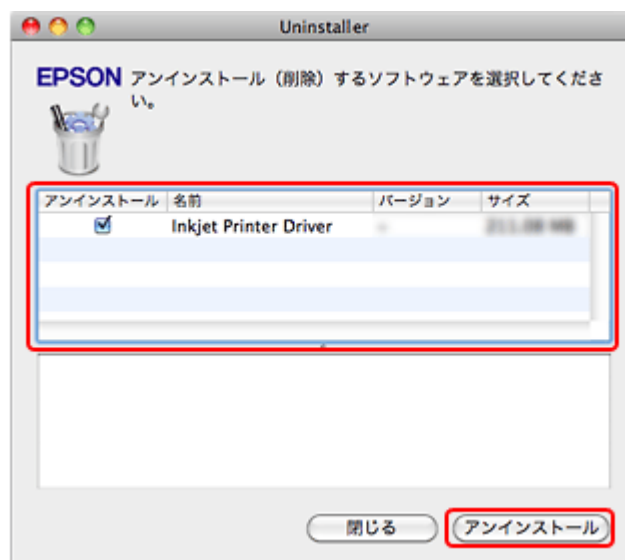 Uninstaller
EPSON アンインストール（削除）するソフトウェアを選択してくださ
い。
アンインストール 名前 バージョン サイズ
Inkjet Printer Driver
閉じる アンインストール